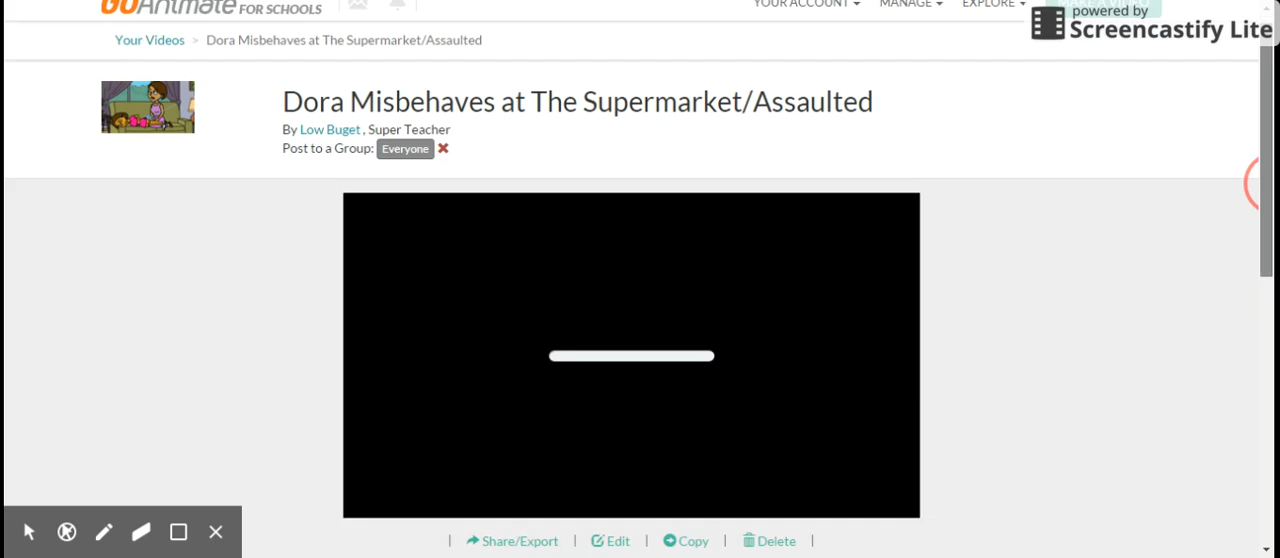 GOAnimate FOR SCHOOLS
YOUR ACCOUNT
MANAGE
EXPLORE
MAKE A VIDEO
powered by
Screencastify Lite
Your Videos > Dora Misbehaves at The Supermarket/Assaulted
Dora Misbehaves at The Supermarket/Assaulted
By Low Buget , Super Teacher
Post to a Group: Everyone ✖
| Share/Export | Edit | Copy | Delete |